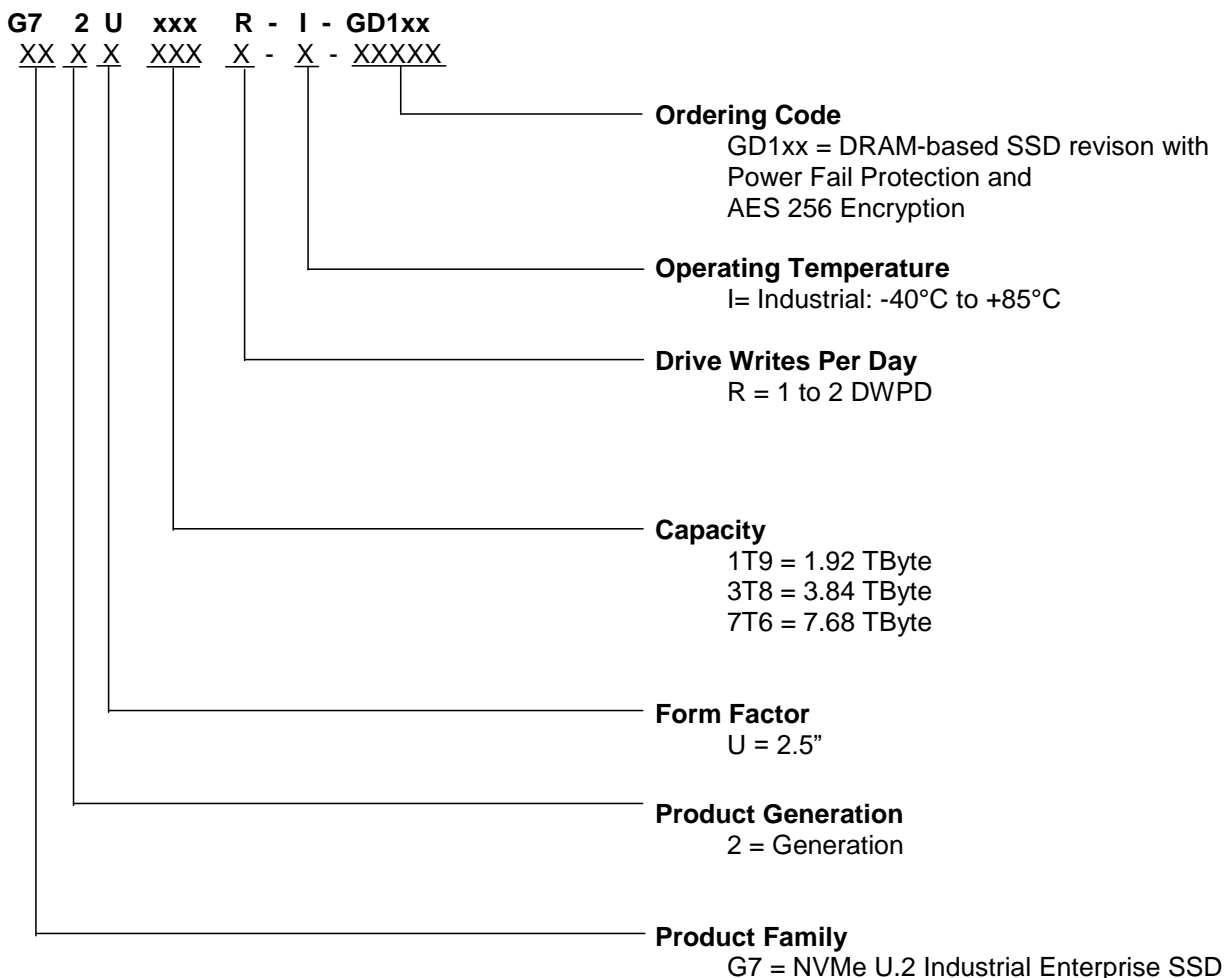 G7 2 U xxx R - I - GD1xx
XX X X XXX X - X - XXXXX
Ordering Code
GD1xx = DRAM-based SSD revison with
Power Fail Protection and
AES 256 Encryption
Operating Temperature
I= Industrial: -40°C to +85°C
Drive Writes Per Day
R = 1 to 2 DWPD
Capacity
1T9 = 1.92 TByte
3T8 = 3.84 TByte
7T6 = 7.68 TByte
Form Factor
U = 2.5”
Product Generation
2 = Generation
Product Family
G7 = NVMe U.2 Industrial Enterprise SSD